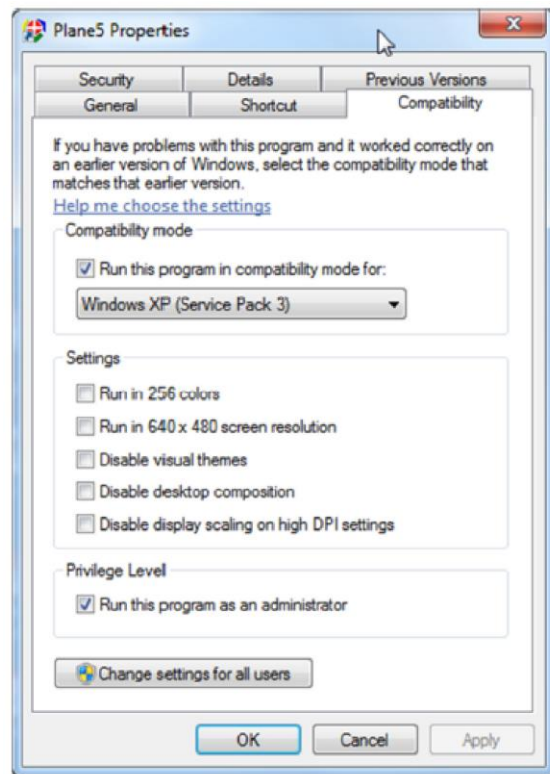 Plane5 Properties
Security
Details
Previous Versions
General
Shortcut
Compatibility
If you have problems with this program and it worked correctly on
an earlier version of Windows, select the compatibility mode that
matches that earlier version.
Help me choose the settings
Compatibility mode
Run this program in compatibility mode for:
Windows XP (Service Pack 3)
Settings
Run in 256 colors
Run in 640 x 480 screen resolution
Disable visual themes
Disable desktop composition
Disable display scaling on high DPI settings
Privilege Level
Run this program as an administrator
Change settings for all users
OK
Cancel
Apply